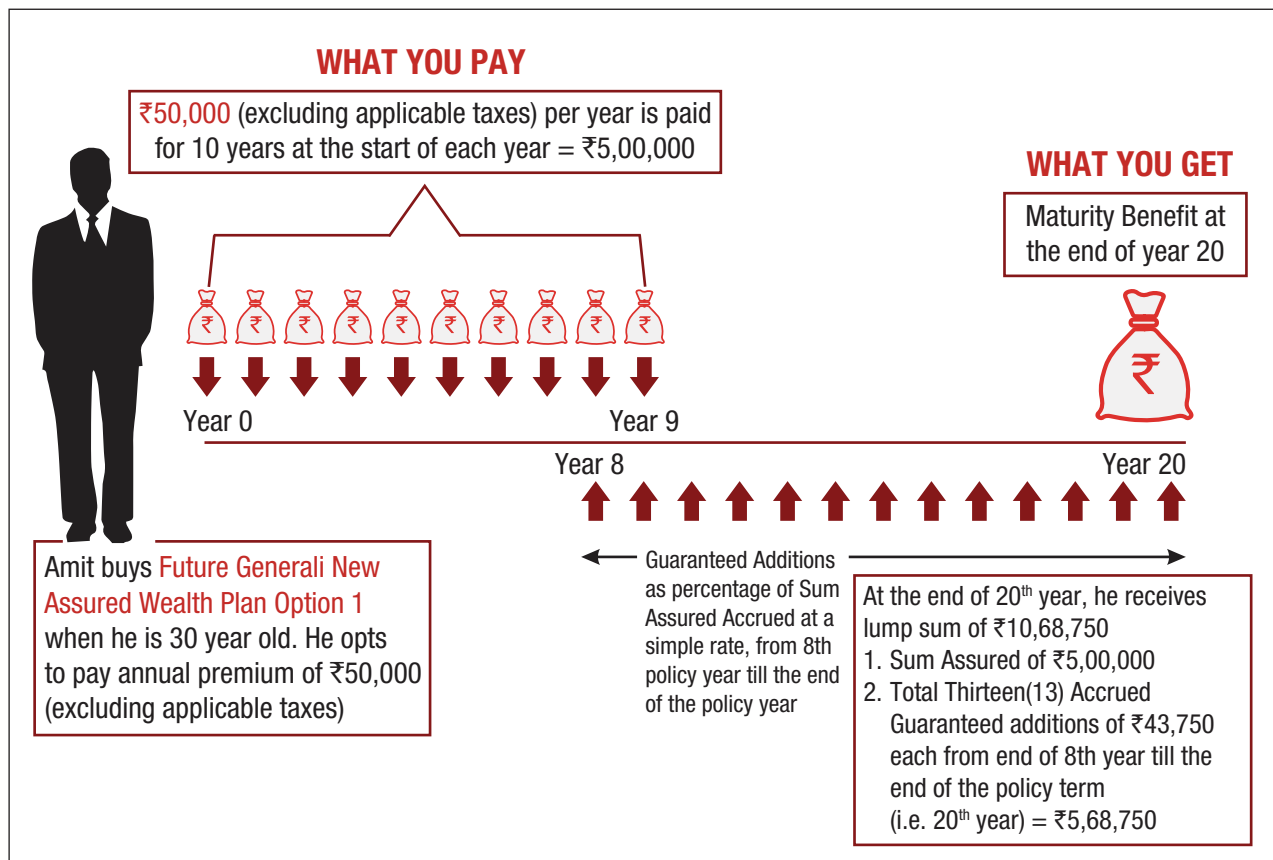 WHAT YOU PAY
₹50,000 (excluding applicable taxes) per year is paid
for 10 years at the start of each year = ₹5,00,000
WHAT YOU GET
Maturity Benefit at
the end of year 20
₹ ₹ ₹ ₹ ₹ ₹ ₹ ₹ ₹ ₹
₹
Year 0
Year 9
Year 8
Year 20
Amit buys Future Generali New
Assured Wealth Plan Option 1
when he is 30 year old. He opts
to pay annual premium of ₹50,000
(excluding applicable taxes)
Guaranteed Additions
as percentage of Sum
Assured Accrued at a
simple rate, from 8th
policy year till the end
of the policy year
At the end of 20th year, he receives
lump sum of ₹10,68,750
1. Sum Assured of ₹5,00,000
2. Total Thirteen(13) Accrued
Guaranteed additions of ₹43,750
each from end of 8th year till the
end of the policy term
(i.e. 20th year) = ₹5,68,750